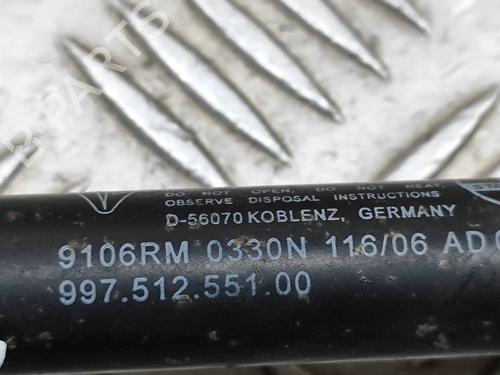 B-PARTS
DO NOT OPEN, DO NOT HEAT,
OBSERVE DISPOSAL INSTRUCTIONS
D-56070 KOBLENZ, GERMANY
9106RM 0330N 116/06 AD
997.512.551.00